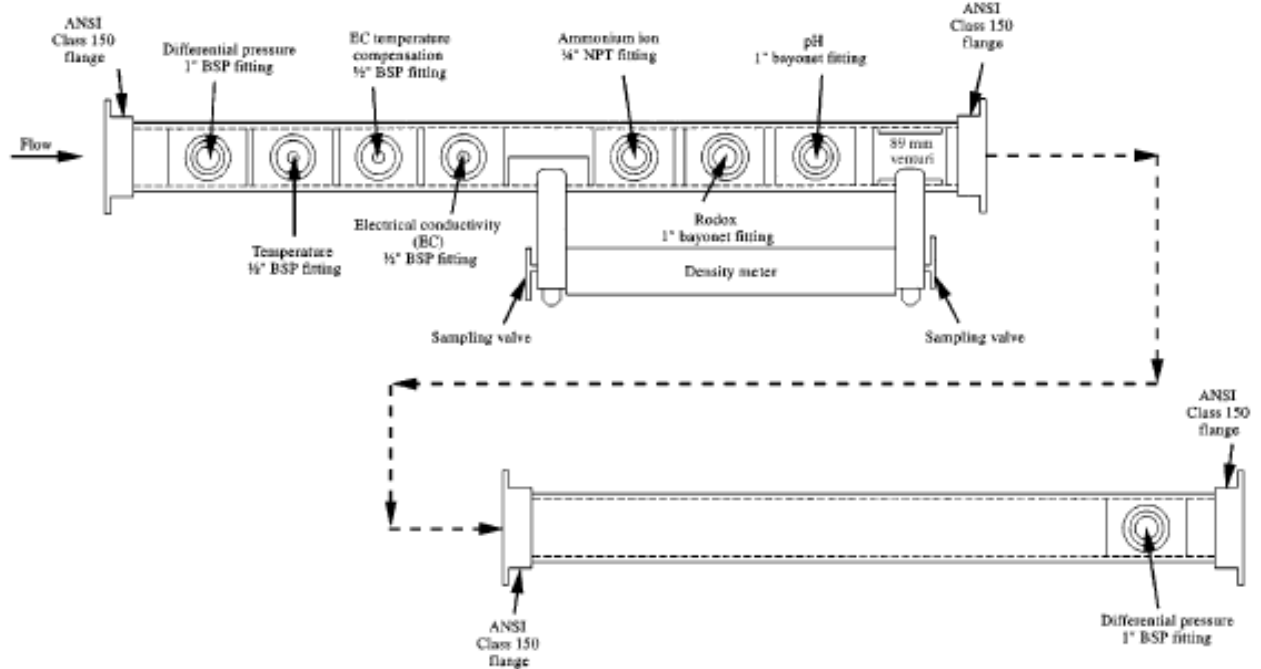 ANSI
Class 150
flange
Differential pressure
1" BSP fitting
EC temperature
compensation
½" BSP fitting
Ammonium ion
¾" NPT fitting
pH
1" bayonet fitting
ANSI
Class 150
flange
Flow
89 mm
venturi
Temperature
½" BSP fitting
Electrical conductivity
(EC)
½" BSP fitting
Rodox
1" bayonet fitting
Density meter
Sampling valve
Sampling valve
ANSI
Class 150
flange
ANSI
Class 150
flange
Differential pressure
1" BSP fitting